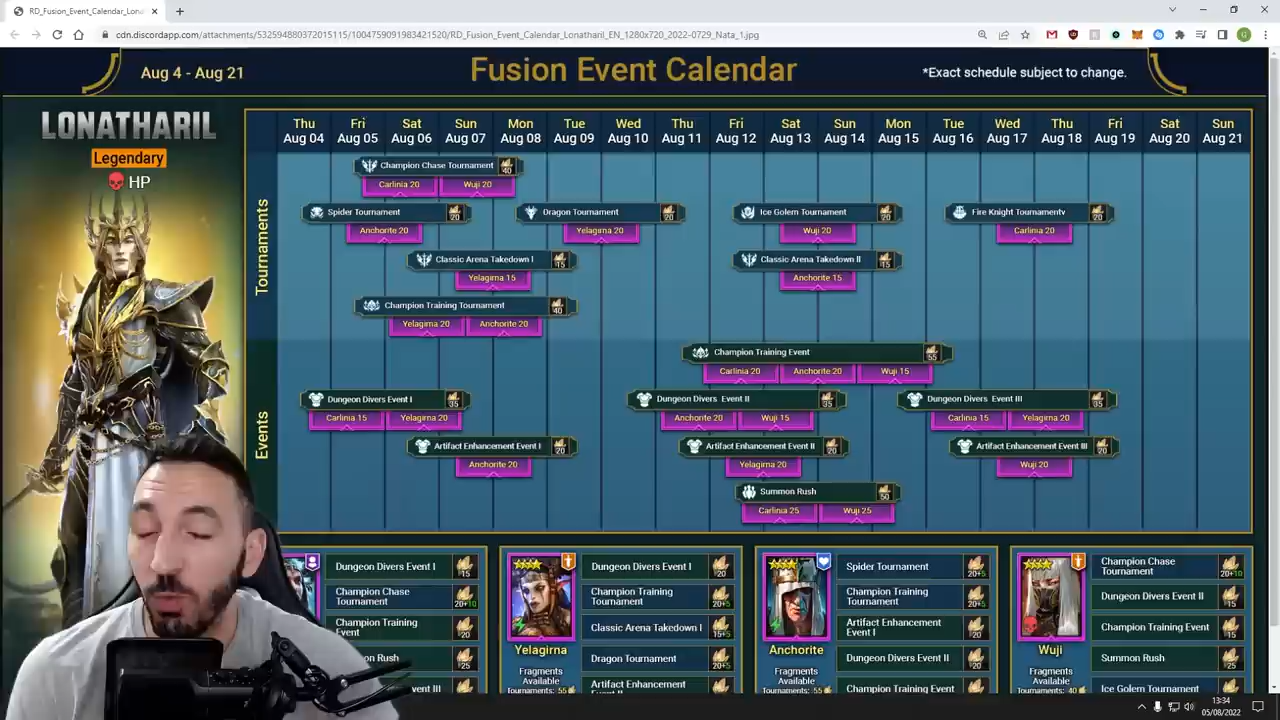 RD_Fusion_Event_Calendar_Lona
cdn.discordapp.com/attachments/532594880372015115/1004759091983421520/RD_Fusion_Event_Calendar_Lonatharil_EN_1280x720_2022-0729_Nata_1.jpg
Aug 4 - Aug 21
Fusion Event Calendar
*Exact schedule subject to change.
LONATHARIL
Legendary
HP
Thu Fri Sat Sun Mon Tue Wed Thu Fri Sat Sun Mon Tue Wed Thu Fri Sat Sun
Aug 04 Aug 05 Aug 06 Aug 07 Aug 08 Aug 09 Aug 10 Aug 11 Aug 12 Aug 13 Aug 14 Aug 15 Aug 16 Aug 17 Aug 18 Aug 19 Aug 20 Aug 21
Tournaments
Champion Chase Tournament 40
Carlinia 20 Wuji 20
Spider Tournament 20 Dragon Tournament 20 Ice Golem Tournament 20 Fire Knight Tournamentv 20
Anchorite 20 Yelagirna 20 Wuji 20 Carlinia 20
Classic Arena Takedown I 15 Classic Arena Takedown II 15
Yelagirna 15 Anchorite 15
Champion Training Tournament 40
Yelagirna 20 Anchorite 20
Events
Champion Training Event 55
Carlinia 20 Anchorite 20 Wuji 15
Dungeon Divers Event I 35 Dungeon Divers Event II 35 Dungeon Divers Event III 35
Carlinia 15 Yelagirna 20 Anchorite 20 Wuji 15 Carlinia 15 Yelagirna 20
Artifact Enhancement Event I 20 Artifact Enhancement Event II 20 Artifact Enhancement Event III 20
Anchorite 20 Yelagirna 20 Wuji 20
Summon Rush 50
Carlinia 25 Wuji 25
Dungeon Divers Event I 15
Champion Chase
Tournament 20+10
Champion Training
Event 20
Rush 25
Yelagirna
Fragments
Available
Tournaments: 55
Dungeon Divers Event I 20
Champion Training
Tournament 20+5
Classic Arena Takedown I 15+5
Dragon Tournament 20+5
Artifact Enhancement
Event II
Anchorite
Fragments
Available
Tournaments: 55
Spider Tournament 20+5
Champion Training
Tournament 20+5
Artifact Enhancement
Event I 20
Dungeon Divers Event II 20
Champion Training Event
Wuji
Fragments
Available
Tournaments: 40
Champion Chase
Tournament 20+10
Dungeon Divers Event II 15
Champion Training Event 15
Summon Rush 25
Ice Golem Tournament
13:34
05/08/2022